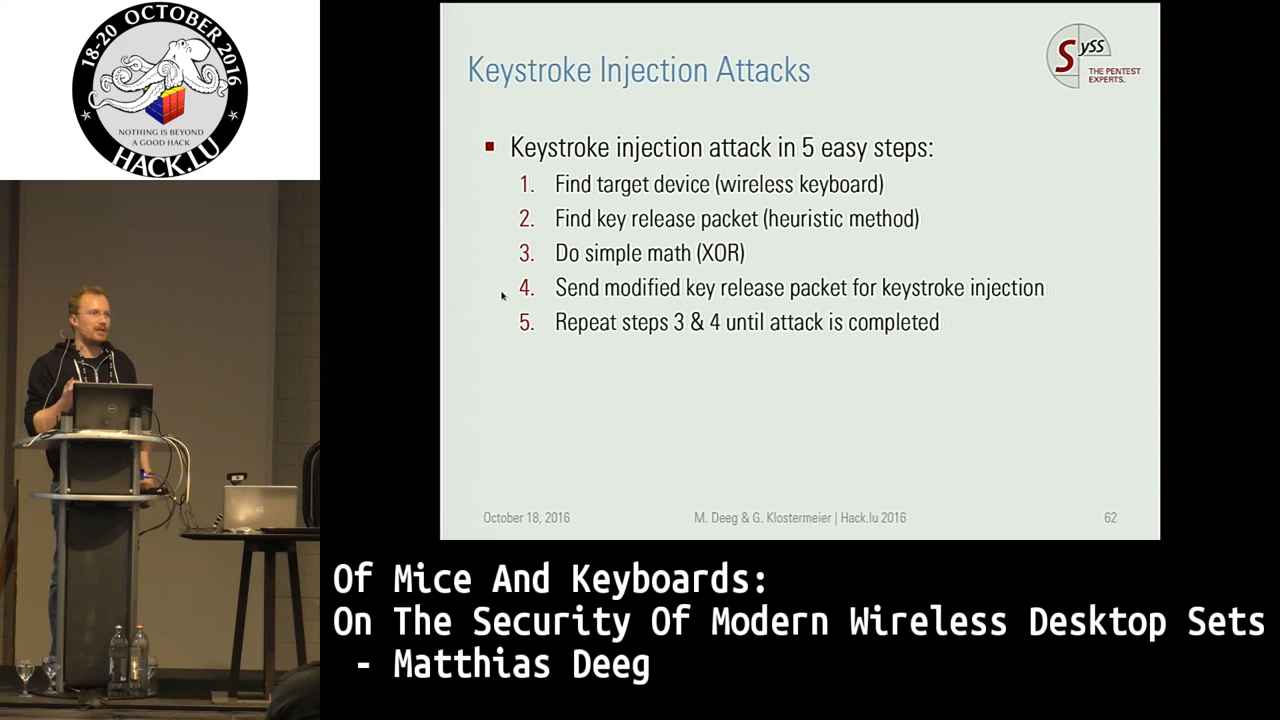 18-20 OCTOBER 2016
NOTHING IS BEYOND
A GOOD HACK
HACK.LU
Keystroke Injection Attacks
SySS
THE PENTEST
EXPERTS.
Keystroke injection attack in 5 easy steps:
1. Find target device (wireless keyboard)
2. Find key release packet (heuristic method)
3. Do simple math (XOR)
4. Send modified key release packet for keystroke injection
5. Repeat steps 3 & 4 until attack is completed
October 18, 2016
M. Deeg & G. Klostermeier | Hack.lu 2016
62
Of Mice And Keyboards:
On The Security Of Modern Wireless Desktop Sets
- Matthias Deeg